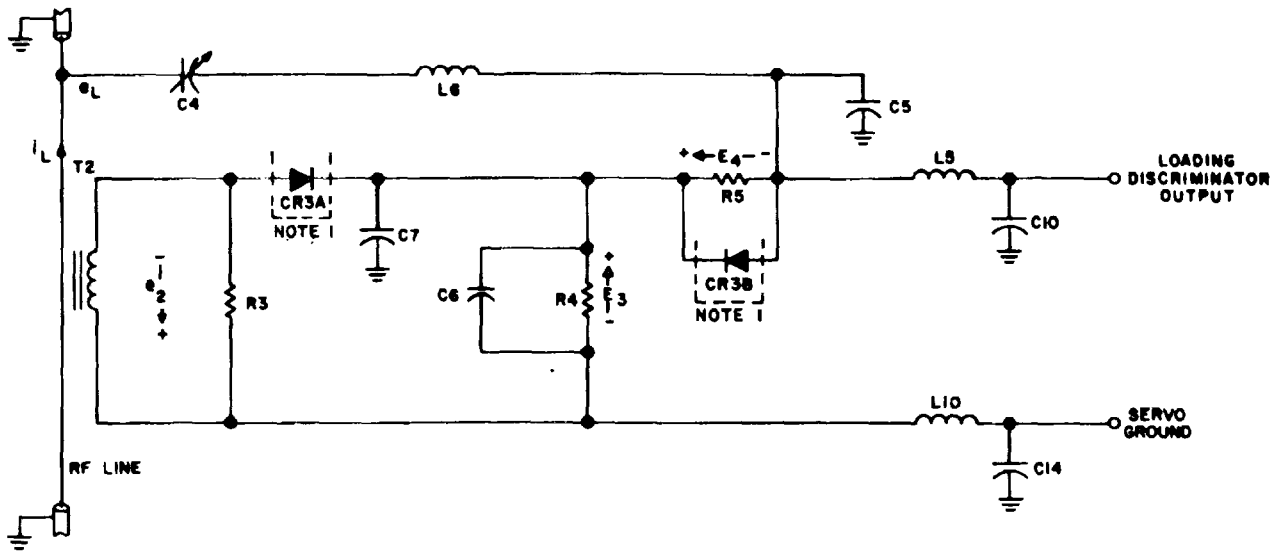 eL
C4
L6
C5
iL
T2
CR3A
NOTE 1
C7
+ E4 -
R5
L5
LOADING
DISCRIMINATOR
OUTPUT
C10
-
e2
+
R3
C6
R4
+
E3
-
CR3B
NOTE 1
L10
SERVO
GROUND
C14
RF LINE